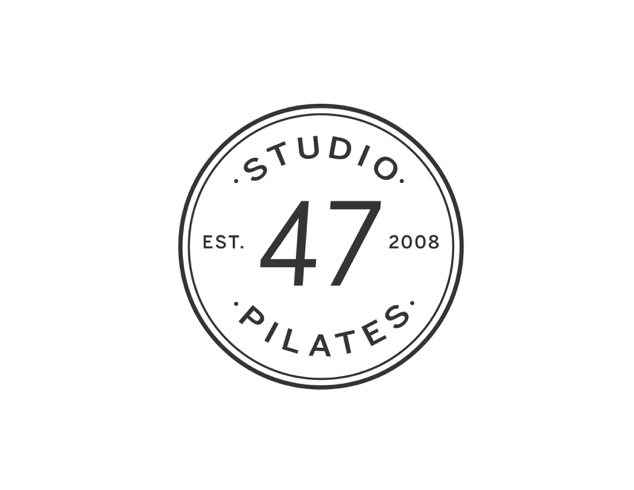 ·STUDIO·
EST. 47 2008
·PILATES·